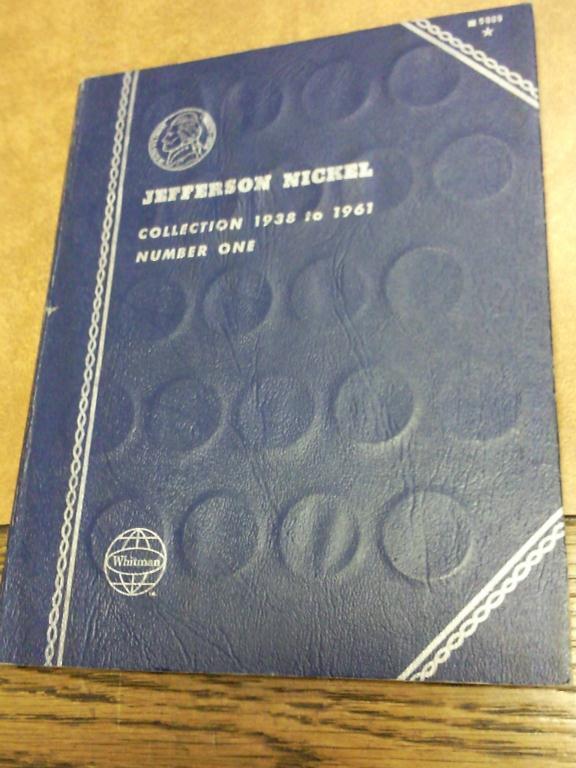 JEFFERSON NICKEL
COLLECTION 1938 to 1961
NUMBER ONE
Whitman